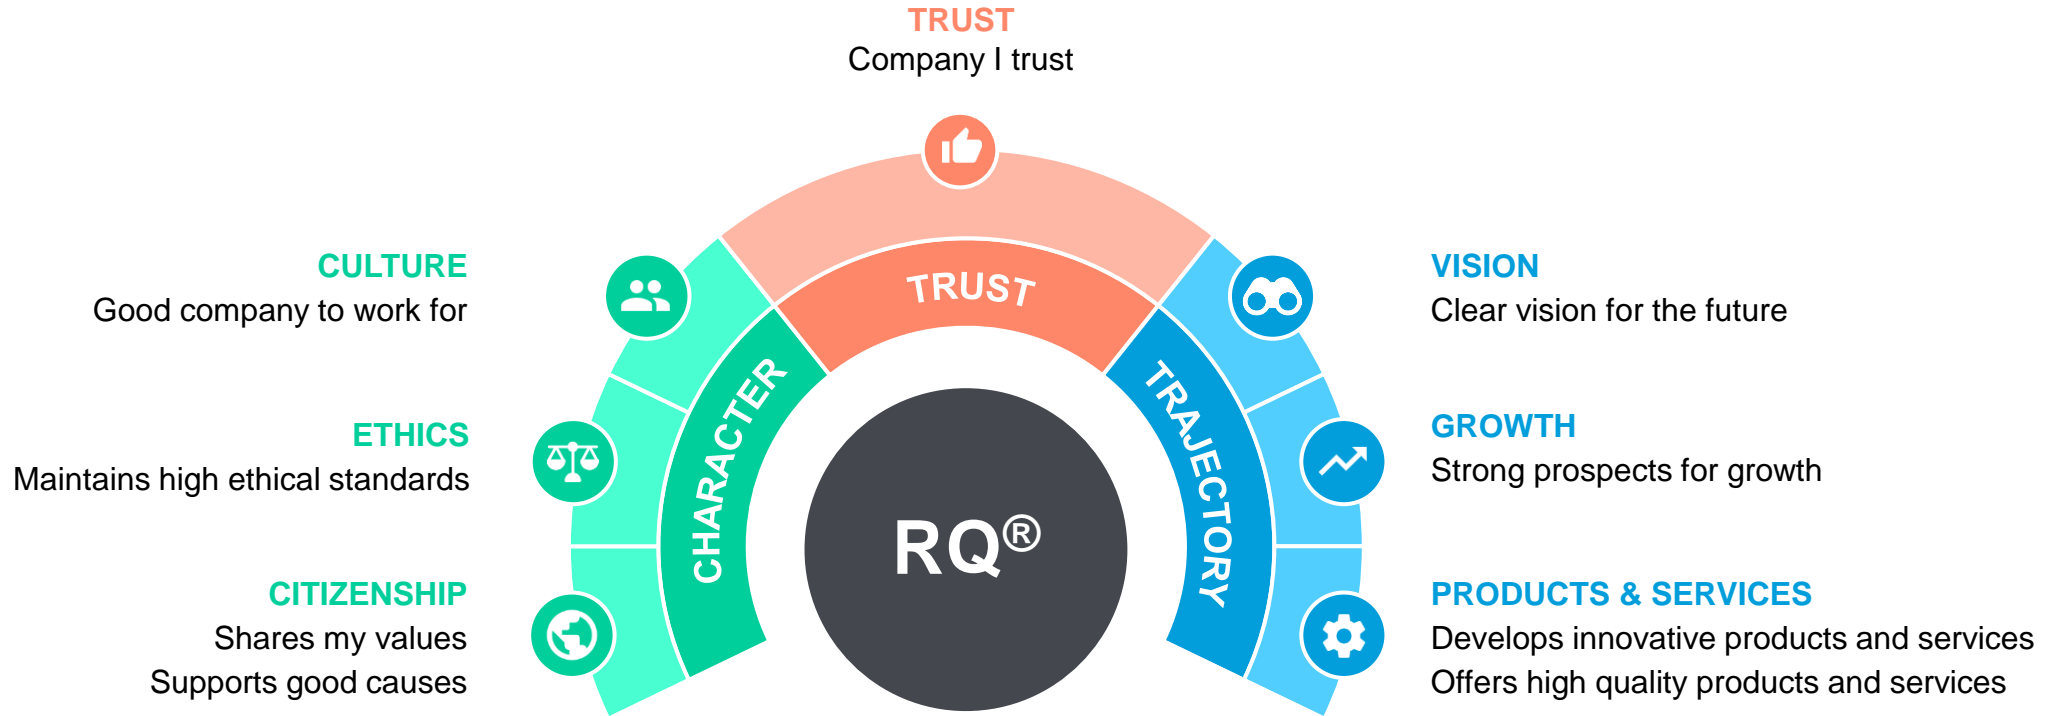 TRUST
Company I trust
CULTURE
Good company to work for
ETHICS
Maintains high ethical standards
CITIZENSHIP
Shares my values
Supports good causes
CHARACTER
TRUST
TRAJECTORY
RQ®
VISION
Clear vision for the future
GROWTH
Strong prospects for growth
PRODUCTS & SERVICES
Develops innovative products and services
Offers high quality products and services